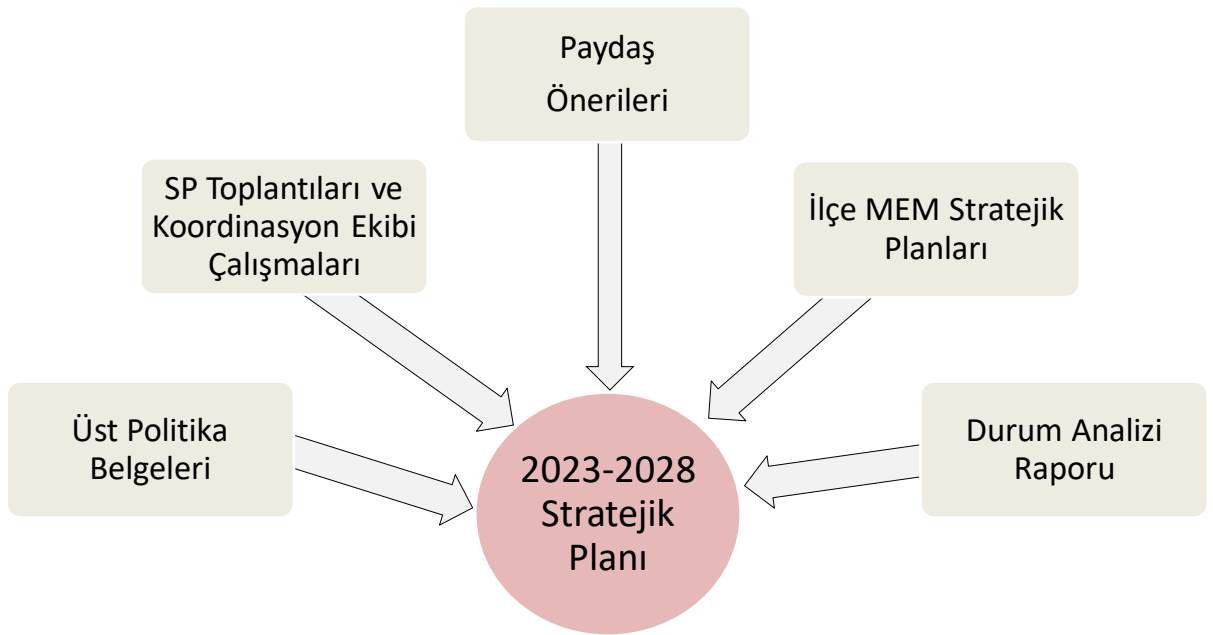 Paydaş
Önerileri
SP Toplantıları ve
Koordinasyon Ekibi
Çalışmaları
İlçe MEM Stratejik
Planları
Üst Politika
Belgeleri
Durum Analizi
Raporu
2023-2028
Stratejik
Planı